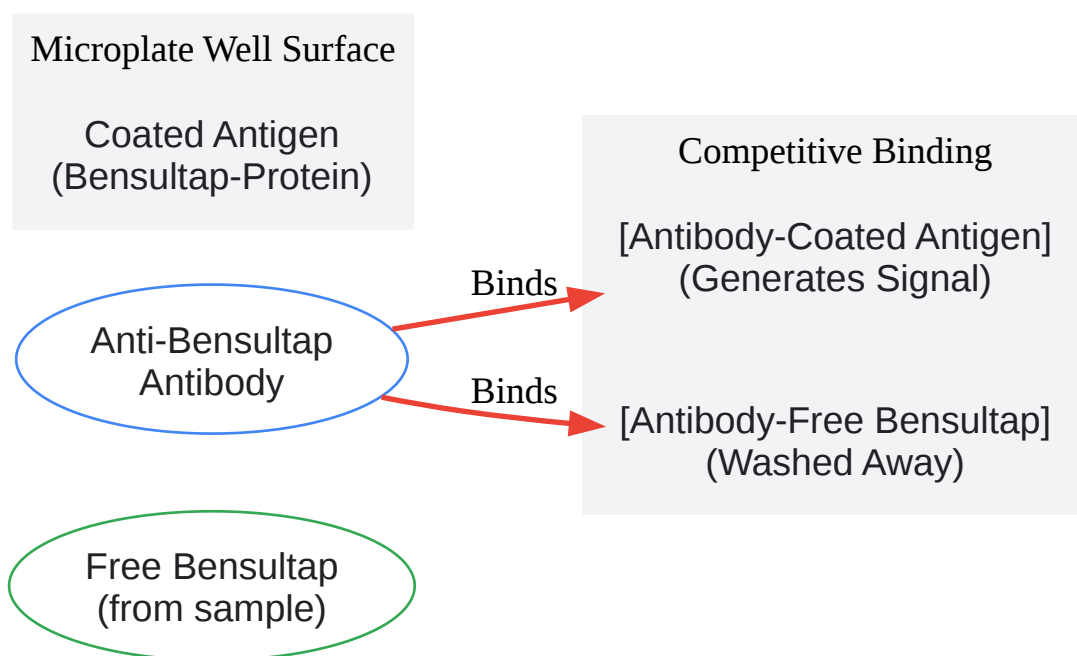 Microplate Well Surface
Coated Antigen
(Bensultap-Protein)
Competitive Binding
[Antibody-Coated Antigen]
(Generates Signal)
Binds
Anti-Bensultap
Antibody
Binds
[Antibody-Free Bensultap]
(Washed Away)
Free Bensultap
(from sample)